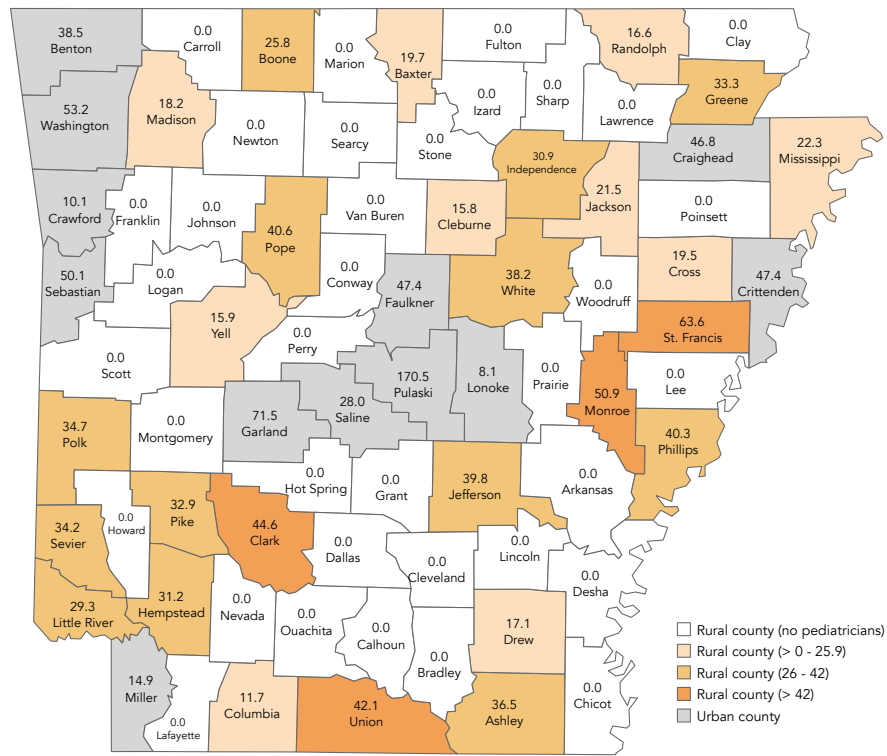 38.5
Benton
0.0
Carroll
25.8
Boone
0.0
Marion
19.7
Baxter
0.0
Fulton
16.6
Randolph
0.0
Clay
53.2
Washington
18.2
Madison
0.0
Newton
0.0
Searcy
0.0
Stone
0.0
Izard
0.0
Sharp
0.0
Lawrence
33.3
Greene
30.9
Independence
46.8
Craighead
22.3
Mississippi
10.1
Crawford
0.0
Franklin
0.0
Johnson
40.6
Pope
0.0
Van Buren
15.8
Cleburne
21.5
Jackson
0.0
Poinsett
50.1
Sebastian
0.0
Logan
0.0
Conway
47.4
Faulkner
38.2
White
0.0
Woodruff
19.5
Cross
47.4
Crittenden
15.9
Yell
0.0
Perry
63.6
St. Francis
0.0
Scott
170.5
Pulaski
8.1
Lonoke
0.0
Prairie
50.9
Monroe
0.0
Lee
34.7
Polk
0.0
Montgomery
71.5
Garland
28.0
Saline
40.3
Phillips
0.0
Hot Spring
0.0
Grant
39.8
Jefferson
0.0
Arkansas
34.2
Sevier
0.0
Howard
32.9
Pike
44.6
Clark
0.0
Dallas
0.0
Cleveland
0.0
Lincoln
0.0
Desha
29.3
Little River
31.2
Hempstead
0.0
Nevada
0.0
Ouachita
0.0
Calhoun
0.0
Bradley
17.1
Drew
14.9
Miller
0.0
Lafayette
11.7
Columbia
42.1
Union
36.5
Ashley
0.0
Chicot
Rural county (no pediatricians)
Rural county (> 0 - 25.9)
Rural county (26 - 42)
Rural county (> 42)
Urban county